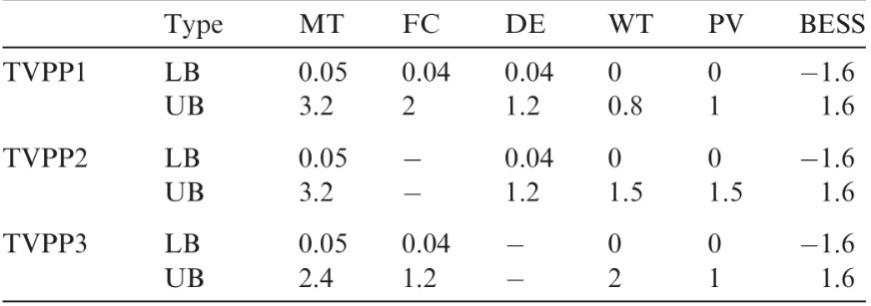 Type MT FC DE WT PV BESS
TVPP1 LB 0.05 0.04 0.04 0 0 −1.6
UB 3.2 2 1.2 0.8 1 1.6
TVPP2 LB 0.05 – 0.04 0 0 −1.6
UB 3.2 – 1.2 1.5 1.5 1.6
TVPP3 LB 0.05 0.04 – 0 0 −1.6
UB 2.4 1.2 – 2 1 1.6